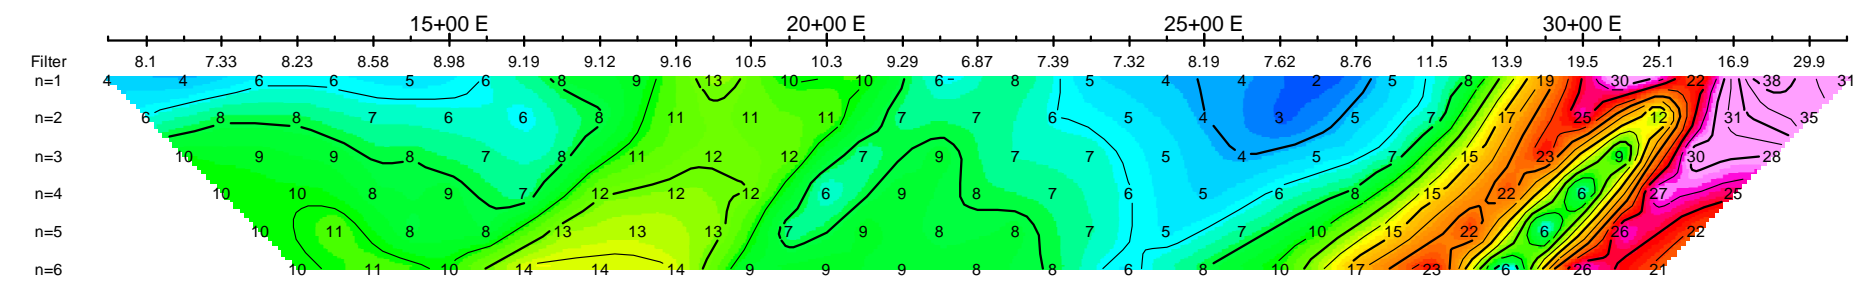 15+00 E 20+00 E 25+00 E 30+00 E
Filter 8.1 7.33 8.23 8.58 8.98 9.19 9.12 9.16 10.5 10.3 9.29 6.87 7.39 7.32 8.19 7.62 8.76 11.5 13.9 19.5 25.1 16.9 29.9
n=1 4 4 6 6 5 6 8 9 13 10 10 6 8 5 4 4 2 5 8 19 30 22 38 31
n=2 6 8 8 7 6 6 8 11 11 11 7 7 6 5 4 3 5 7 17 25 12 31 35
n=3 10 9 9 8 7 8 11 12 12 7 9 7 7 5 4 5 7 15 23 9 30 28
n=4 10 10 8 9 7 12 12 12 6 9 8 7 6 5 6 8 15 22 6 27 25
n=5 10 11 8 8 13 13 13 7 9 8 8 7 5 7 10 15 22 6 26 22
n=6 10 11 10 14 14 14 9 9 9 8 8 6 8 10 17 23 6 26 21